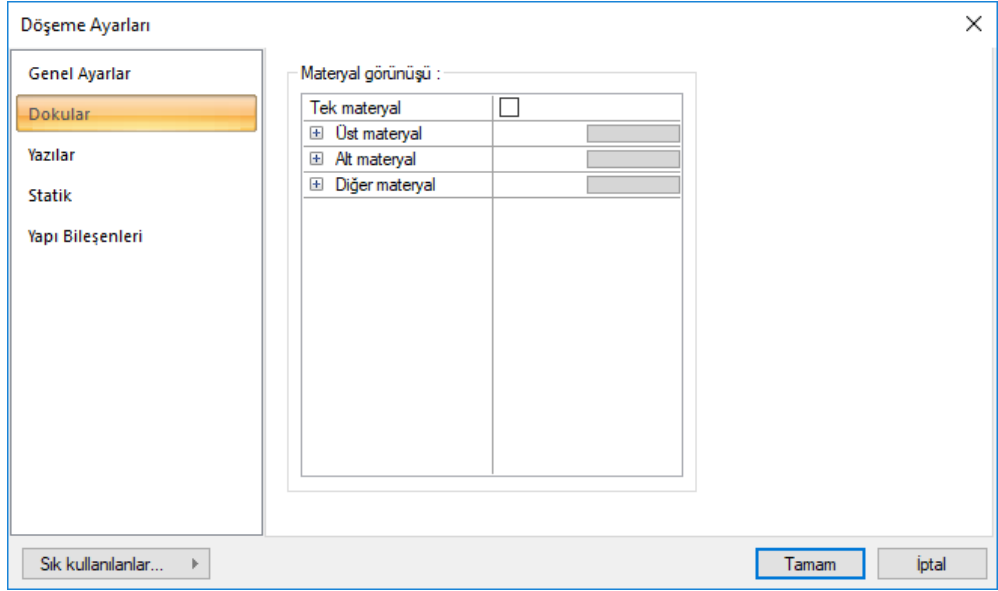 Döşeme Ayarları
Genel Ayarlar
Dokular
Yazılar
Statik
Yapı Bileşenleri
Materyal görünüşü :
Tek materyal
Üst materyal
Alt materyal
Diğer materyal
Sık kullanılanlar...
Tamam
İptal